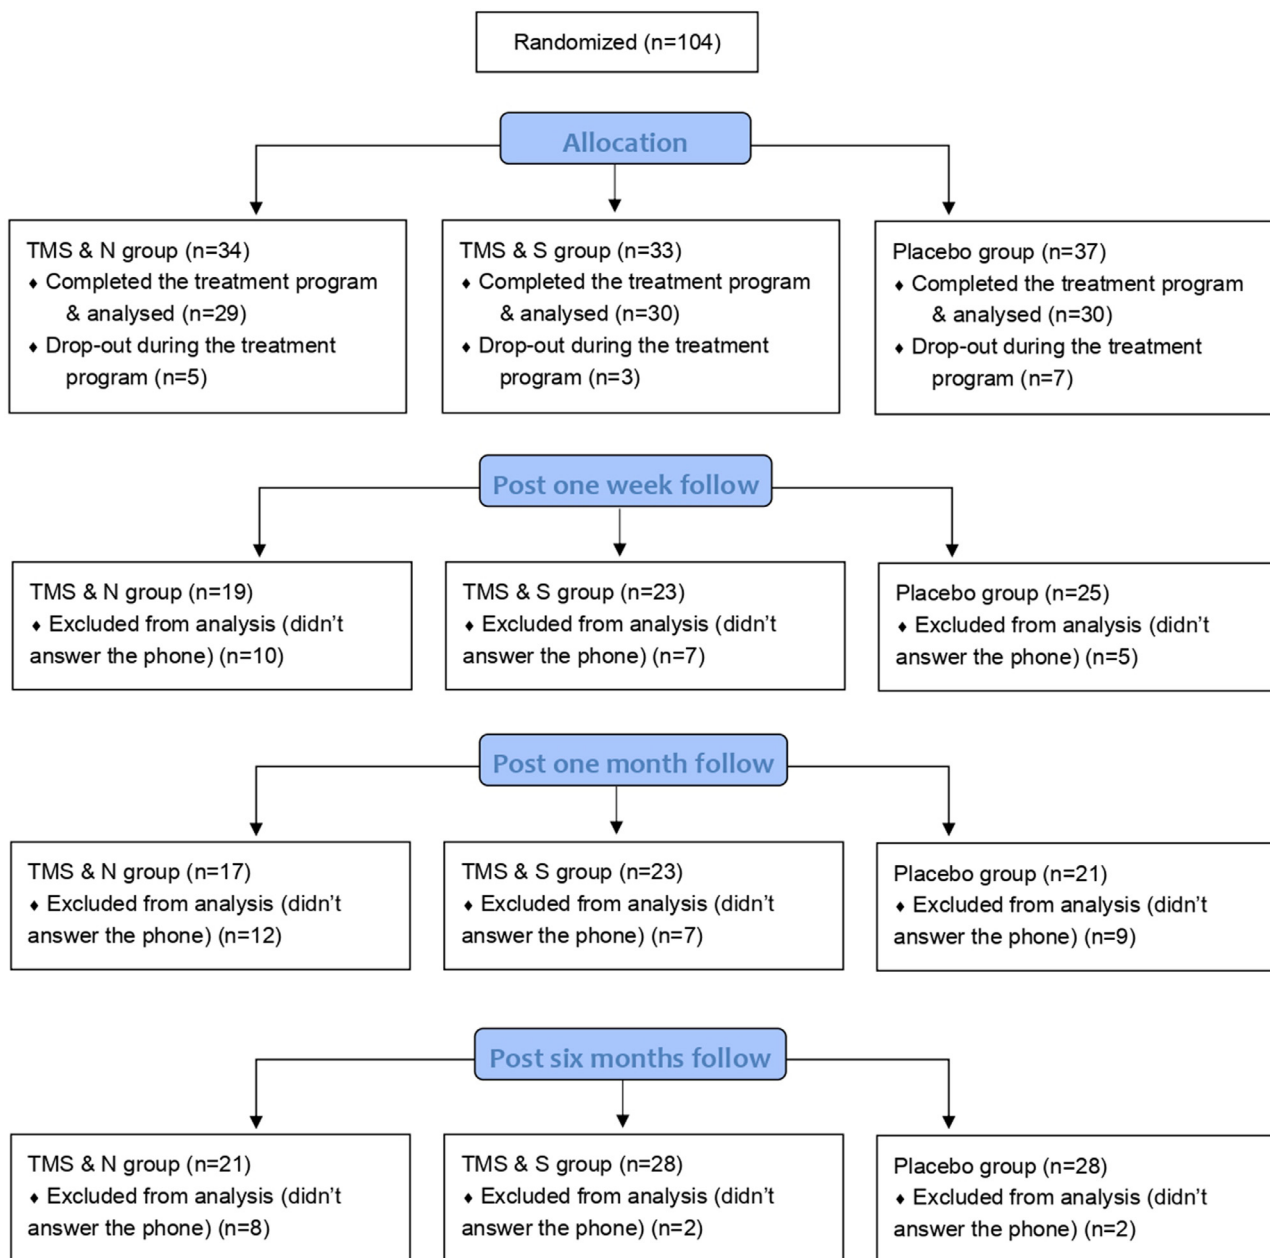 Randomized (n=104)
Allocation
TMS & N group (n=34)
♦ Completed the treatment program
& analysed (n=29)
♦ Drop-out during the treatment
program (n=5)
TMS & S group (n=33)
♦ Completed the treatment program
& analysed (n=30)
♦ Drop-out during the treatment
program (n=3)
Placebo group (n=37)
♦ Completed the treatment program
& analysed (n=30)
♦ Drop-out during the treatment
program (n=7)
Post one week follow
TMS & N group (n=19)
♦ Excluded from analysis (didn’t
answer the phone) (n=10)
TMS & S group (n=23)
♦ Excluded from analysis (didn’t
answer the phone) (n=7)
Placebo group (n=25)
♦ Excluded from analysis (didn’t
answer the phone) (n=5)
Post one month follow
TMS & N group (n=17)
♦ Excluded from analysis (didn’t
answer the phone) (n=12)
TMS & S group (n=23)
♦ Excluded from analysis (didn’t
answer the phone) (n=7)
Placebo group (n=21)
♦ Excluded from analysis (didn’t
answer the phone) (n=9)
Post six months follow
TMS & N group (n=21)
♦ Excluded from analysis (didn’t
answer the phone) (n=8)
TMS & S group (n=28)
♦ Excluded from analysis (didn’t
answer the phone) (n=2)
Placebo group (n=28)
♦ Excluded from analysis (didn’t
answer the phone) (n=2)